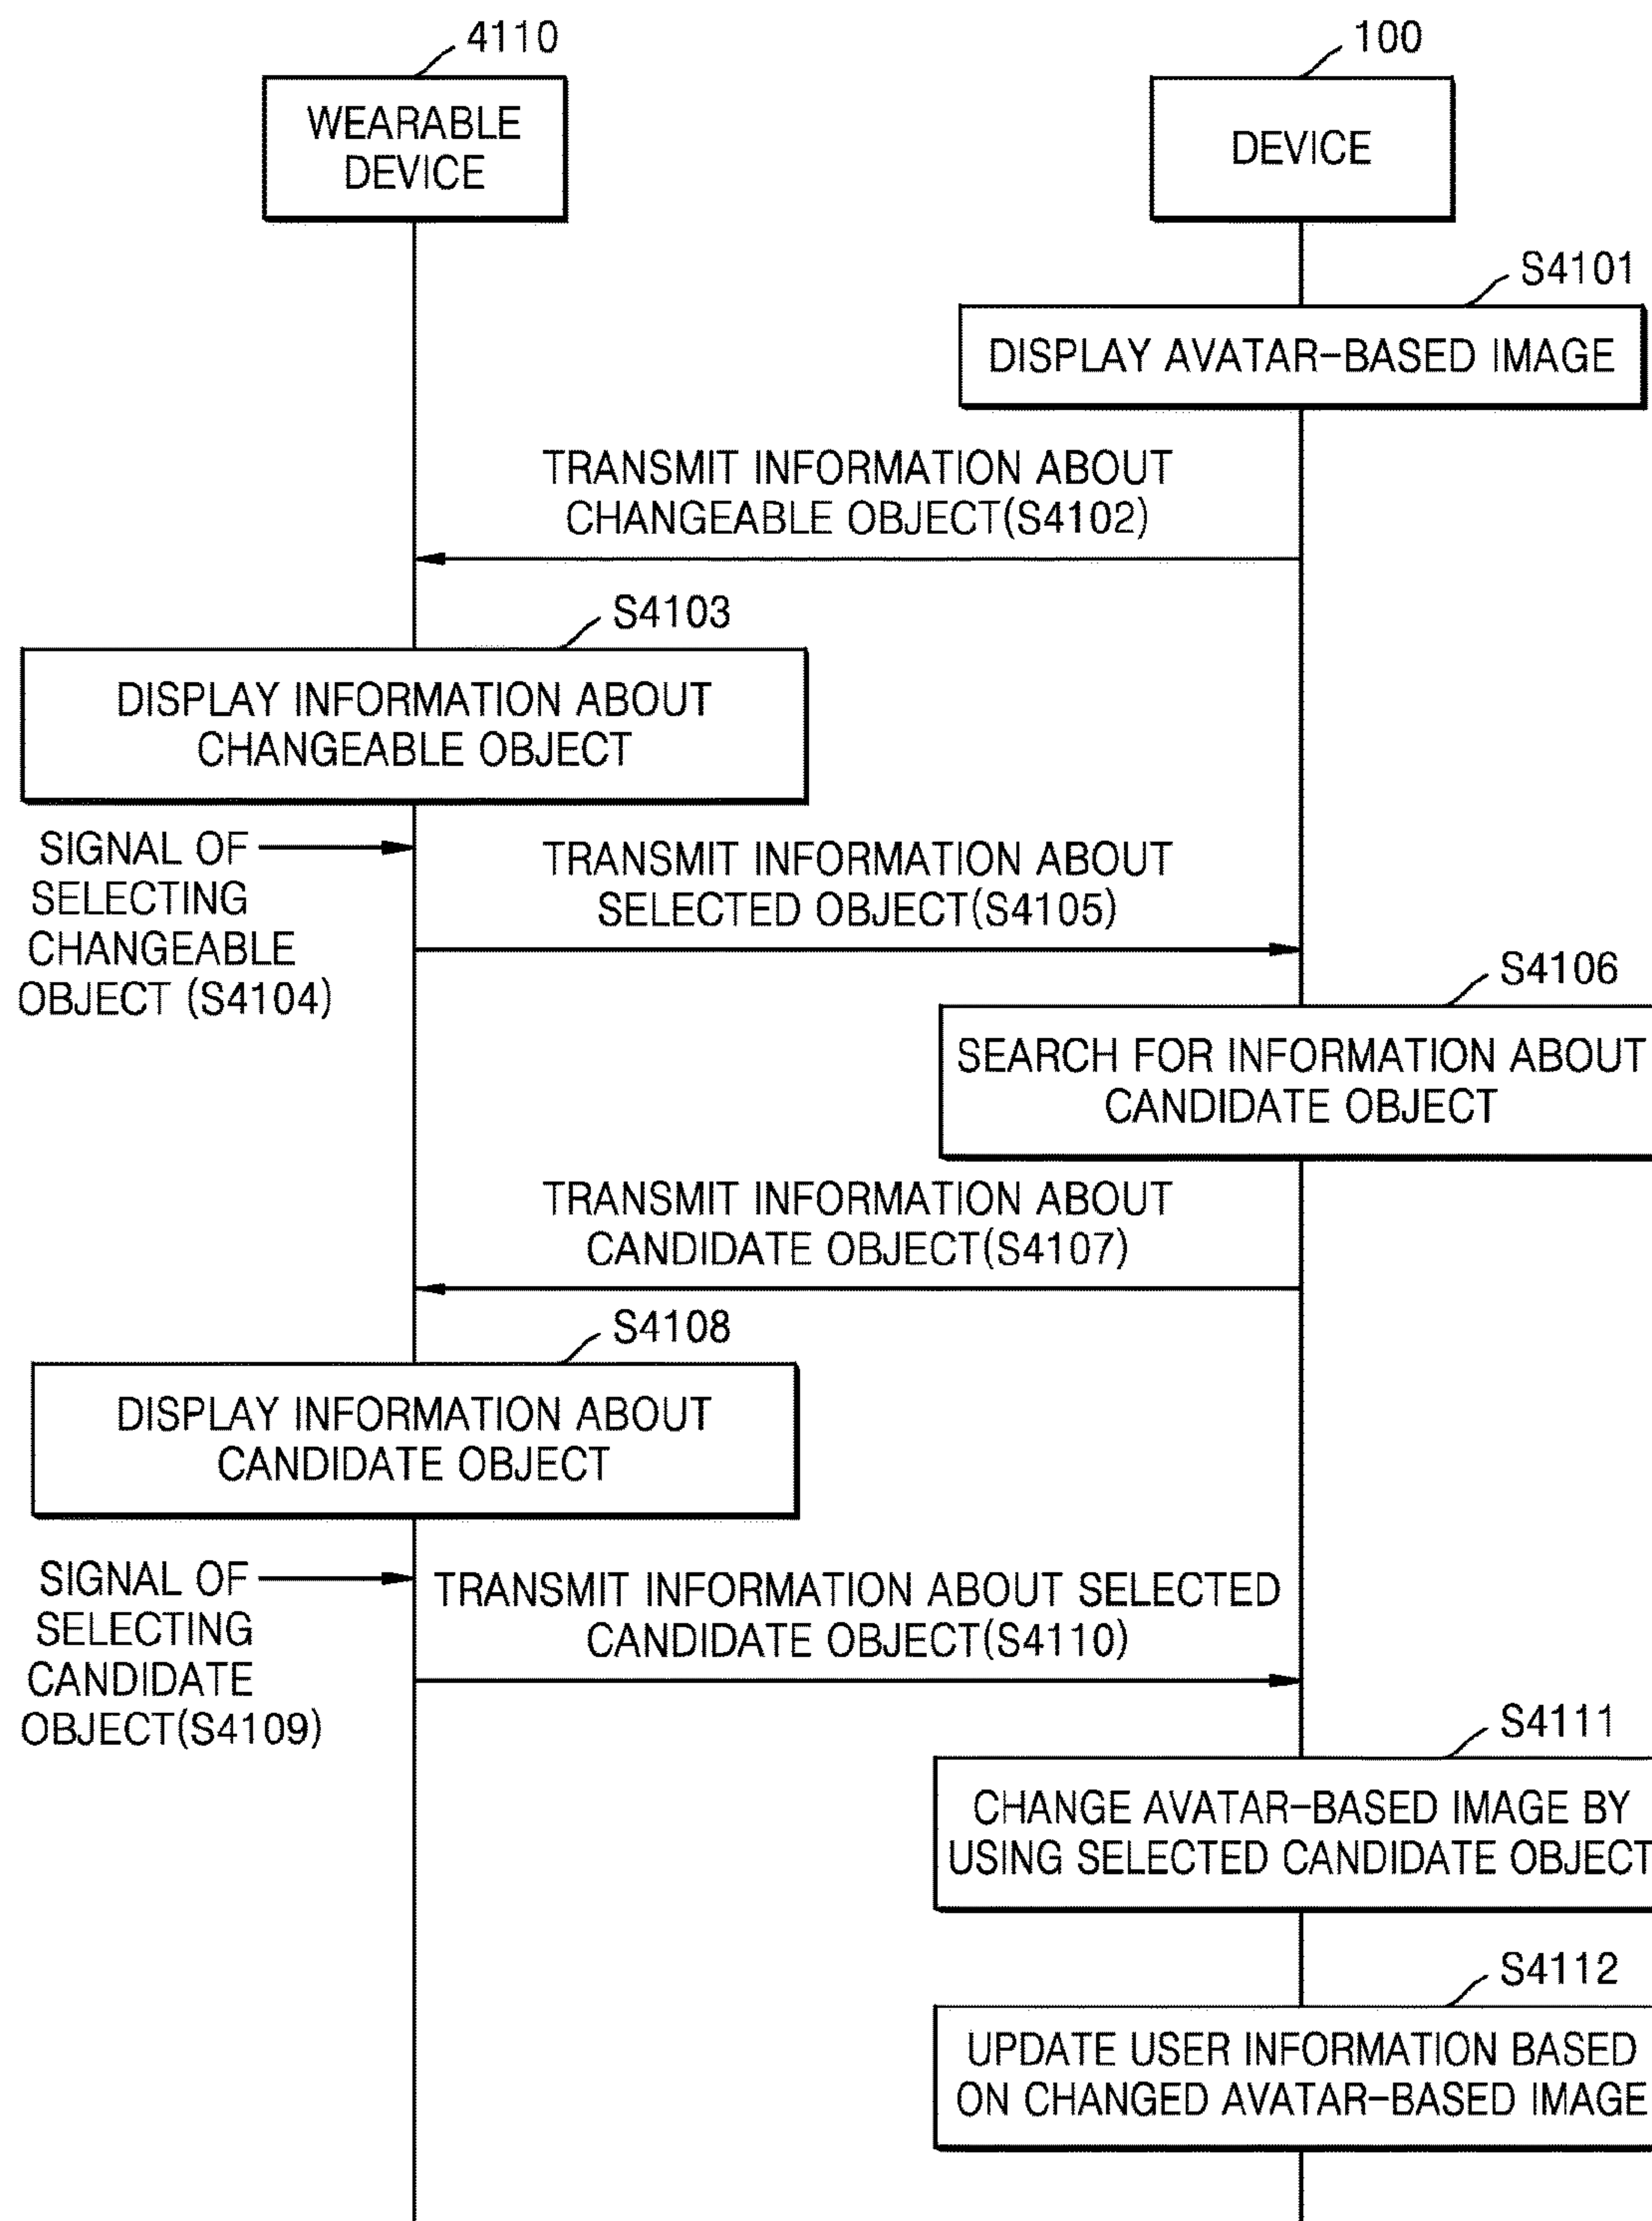 4110
100
WEARABLE
DEVICE
DEVICE
S4101
DISPLAY AVATAR-BASED IMAGE
TRANSMIT INFORMATION ABOUT
CHANGEABLE OBJECT(S4102)
S4103
DISPLAY INFORMATION ABOUT
CHANGEABLE OBJECT
SIGNAL OF
SELECTING
CHANGEABLE
OBJECT (S4104)
TRANSMIT INFORMATION ABOUT
SELECTED OBJECT(S4105)
S4106
SEARCH FOR INFORMATION ABOUT
CANDIDATE OBJECT
TRANSMIT INFORMATION ABOUT
CANDIDATE OBJECT(S4107)
S4108
DISPLAY INFORMATION ABOUT
CANDIDATE OBJECT
SIGNAL OF
SELECTING
CANDIDATE
OBJECT(S4109)
TRANSMIT INFORMATION ABOUT SELECTED
CANDIDATE OBJECT(S4110)
S4111
CHANGE AVATAR-BASED IMAGE BY
USING SELECTED CANDIDATE OBJECT
S4112
UPDATE USER INFORMATION BASED
ON CHANGED AVATAR-BASED IMAGE